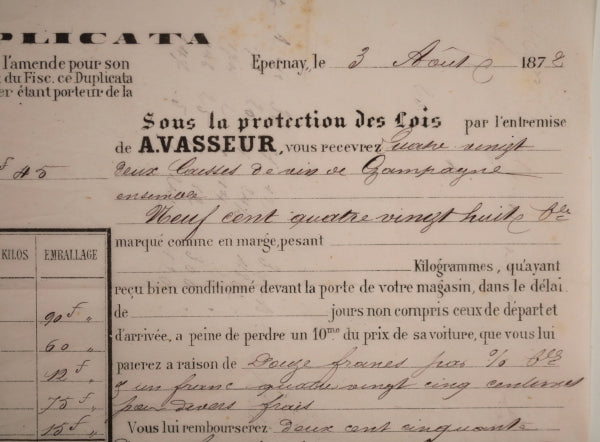 PLICATA
l'amende pour son
t du Fisc, ce Duplicata
er étant porteur de la
Epernay, le 3 Août 1872
Sous la protection des Lois par l'entremise
de A.VASSEUR, vous recevrez Quatre vingt
deux Caisses de vin de Champagne
ensemble
Neuf cent quatre vingt huit Blles
marqué comme en marge, pesant
Kilogrammes, qu'ayant
reçu bien conditionné devant la porte de votre magasin, dans le délai
de jours non compris ceux de départ et
d'arrivée, a peine de perdre un 10me du prix de sa voiture, que vous lui
paierez a raison de Douze francs par % Blles
& un franc quatre vingt cinq centimes
pour divers frais
Vous lui rembourserez deux cent cinquante
F 45
KILOS EMBALLAGE
90 F "
60 "
12 F
75 F "
15 F "